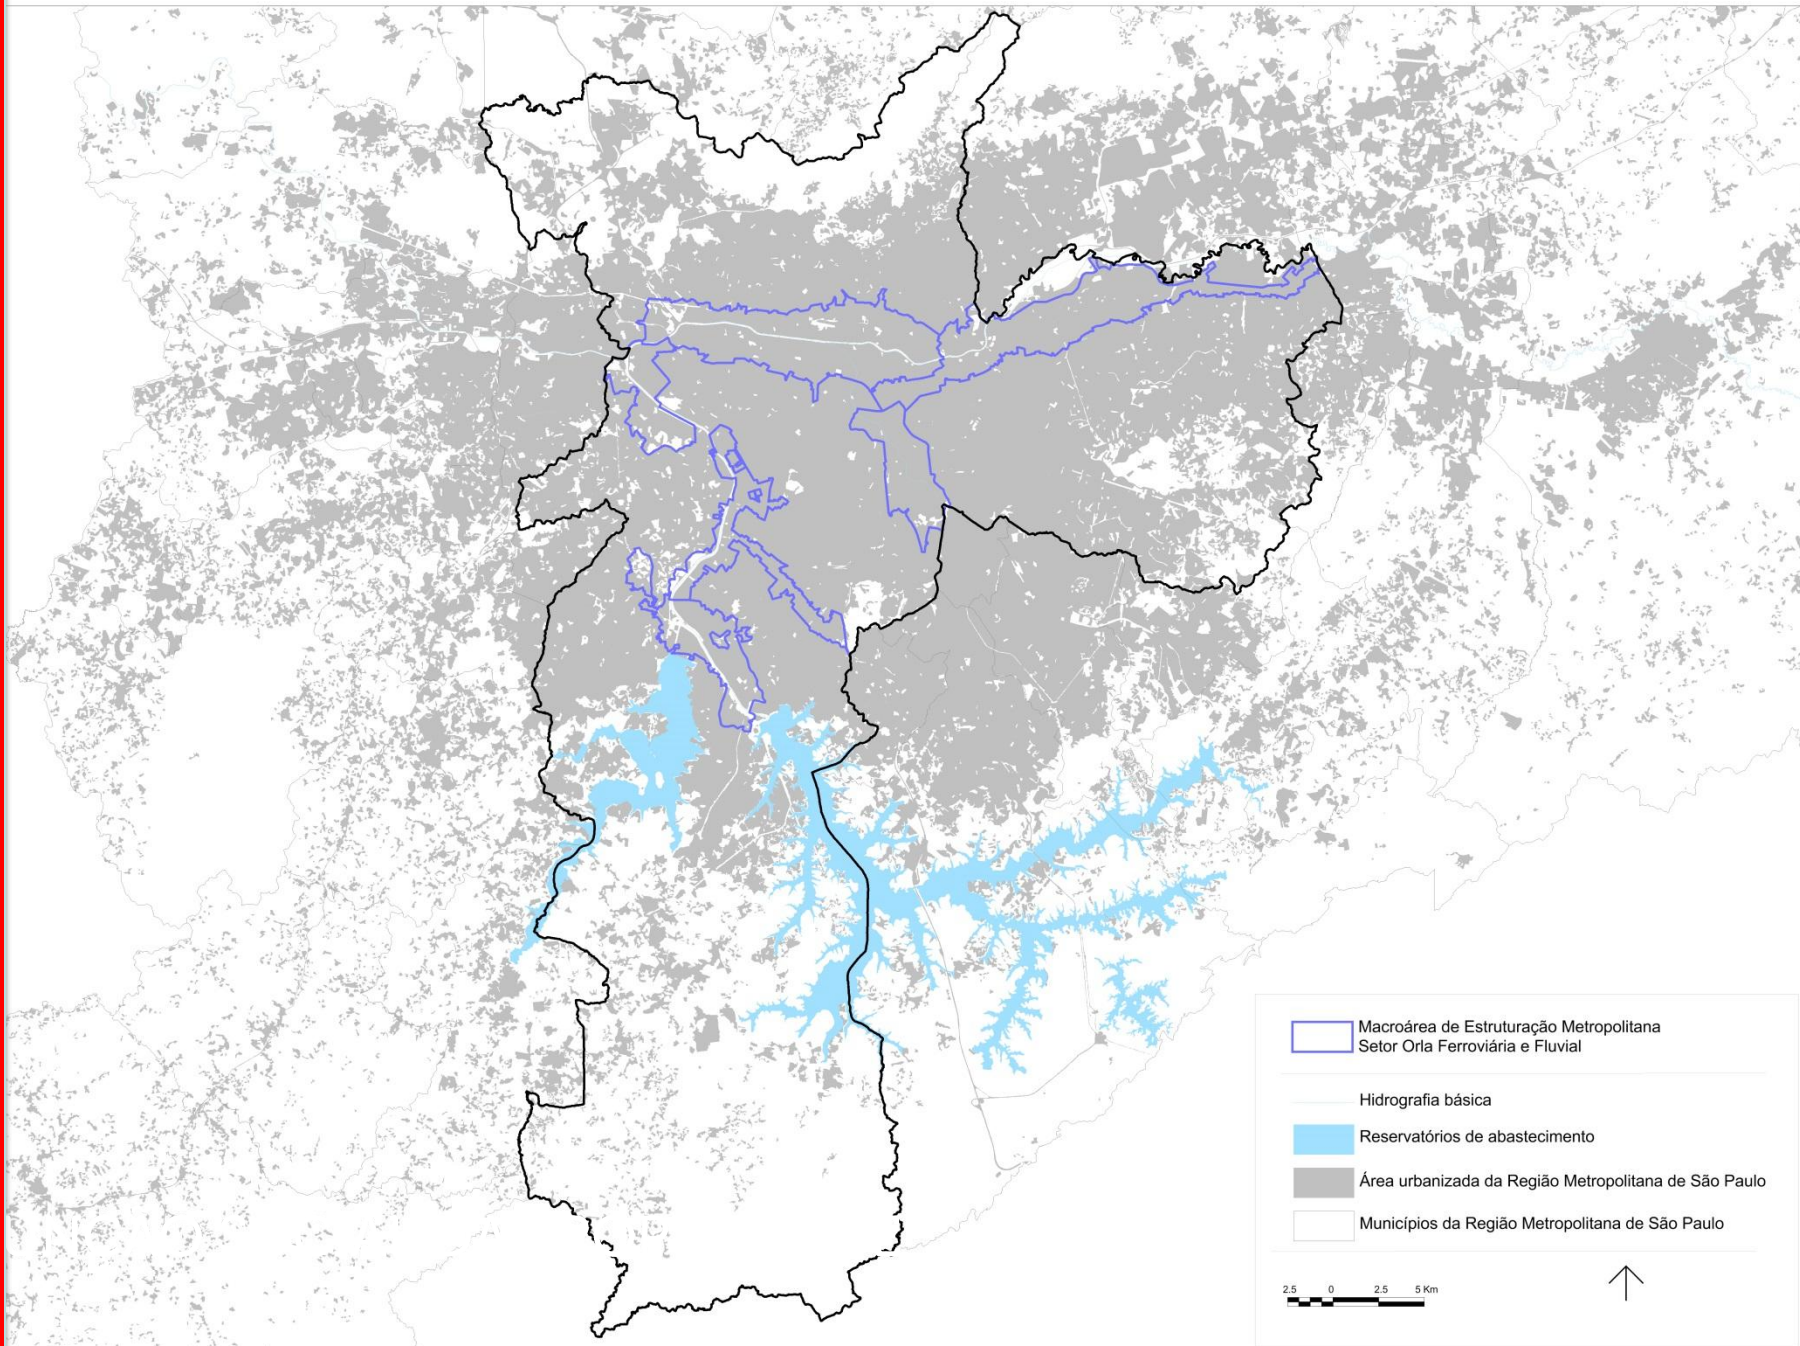 Macroárea de Estruturação Metropolitana
Setor Orla Ferroviária e Fluvial
Hidrografia básica
Reservatórios de abastecimento
Área urbanizada da Região Metropolitana de São Paulo
Municípios da Região Metropolitana de São Paulo
2.5 0 2.5 5 Km